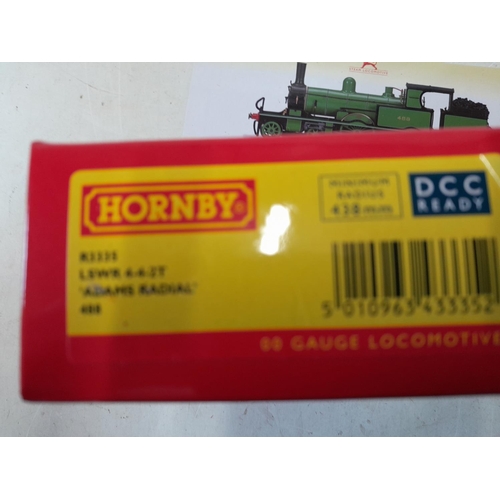 HORNBY®
MINIMUM
RADIUS
438mm
DCC
READY
R3335
LSWR 4-4-2T
'ADAMS RADIAL'
488
5 010963 433352
00 GAUGE LOCOMOTIVE